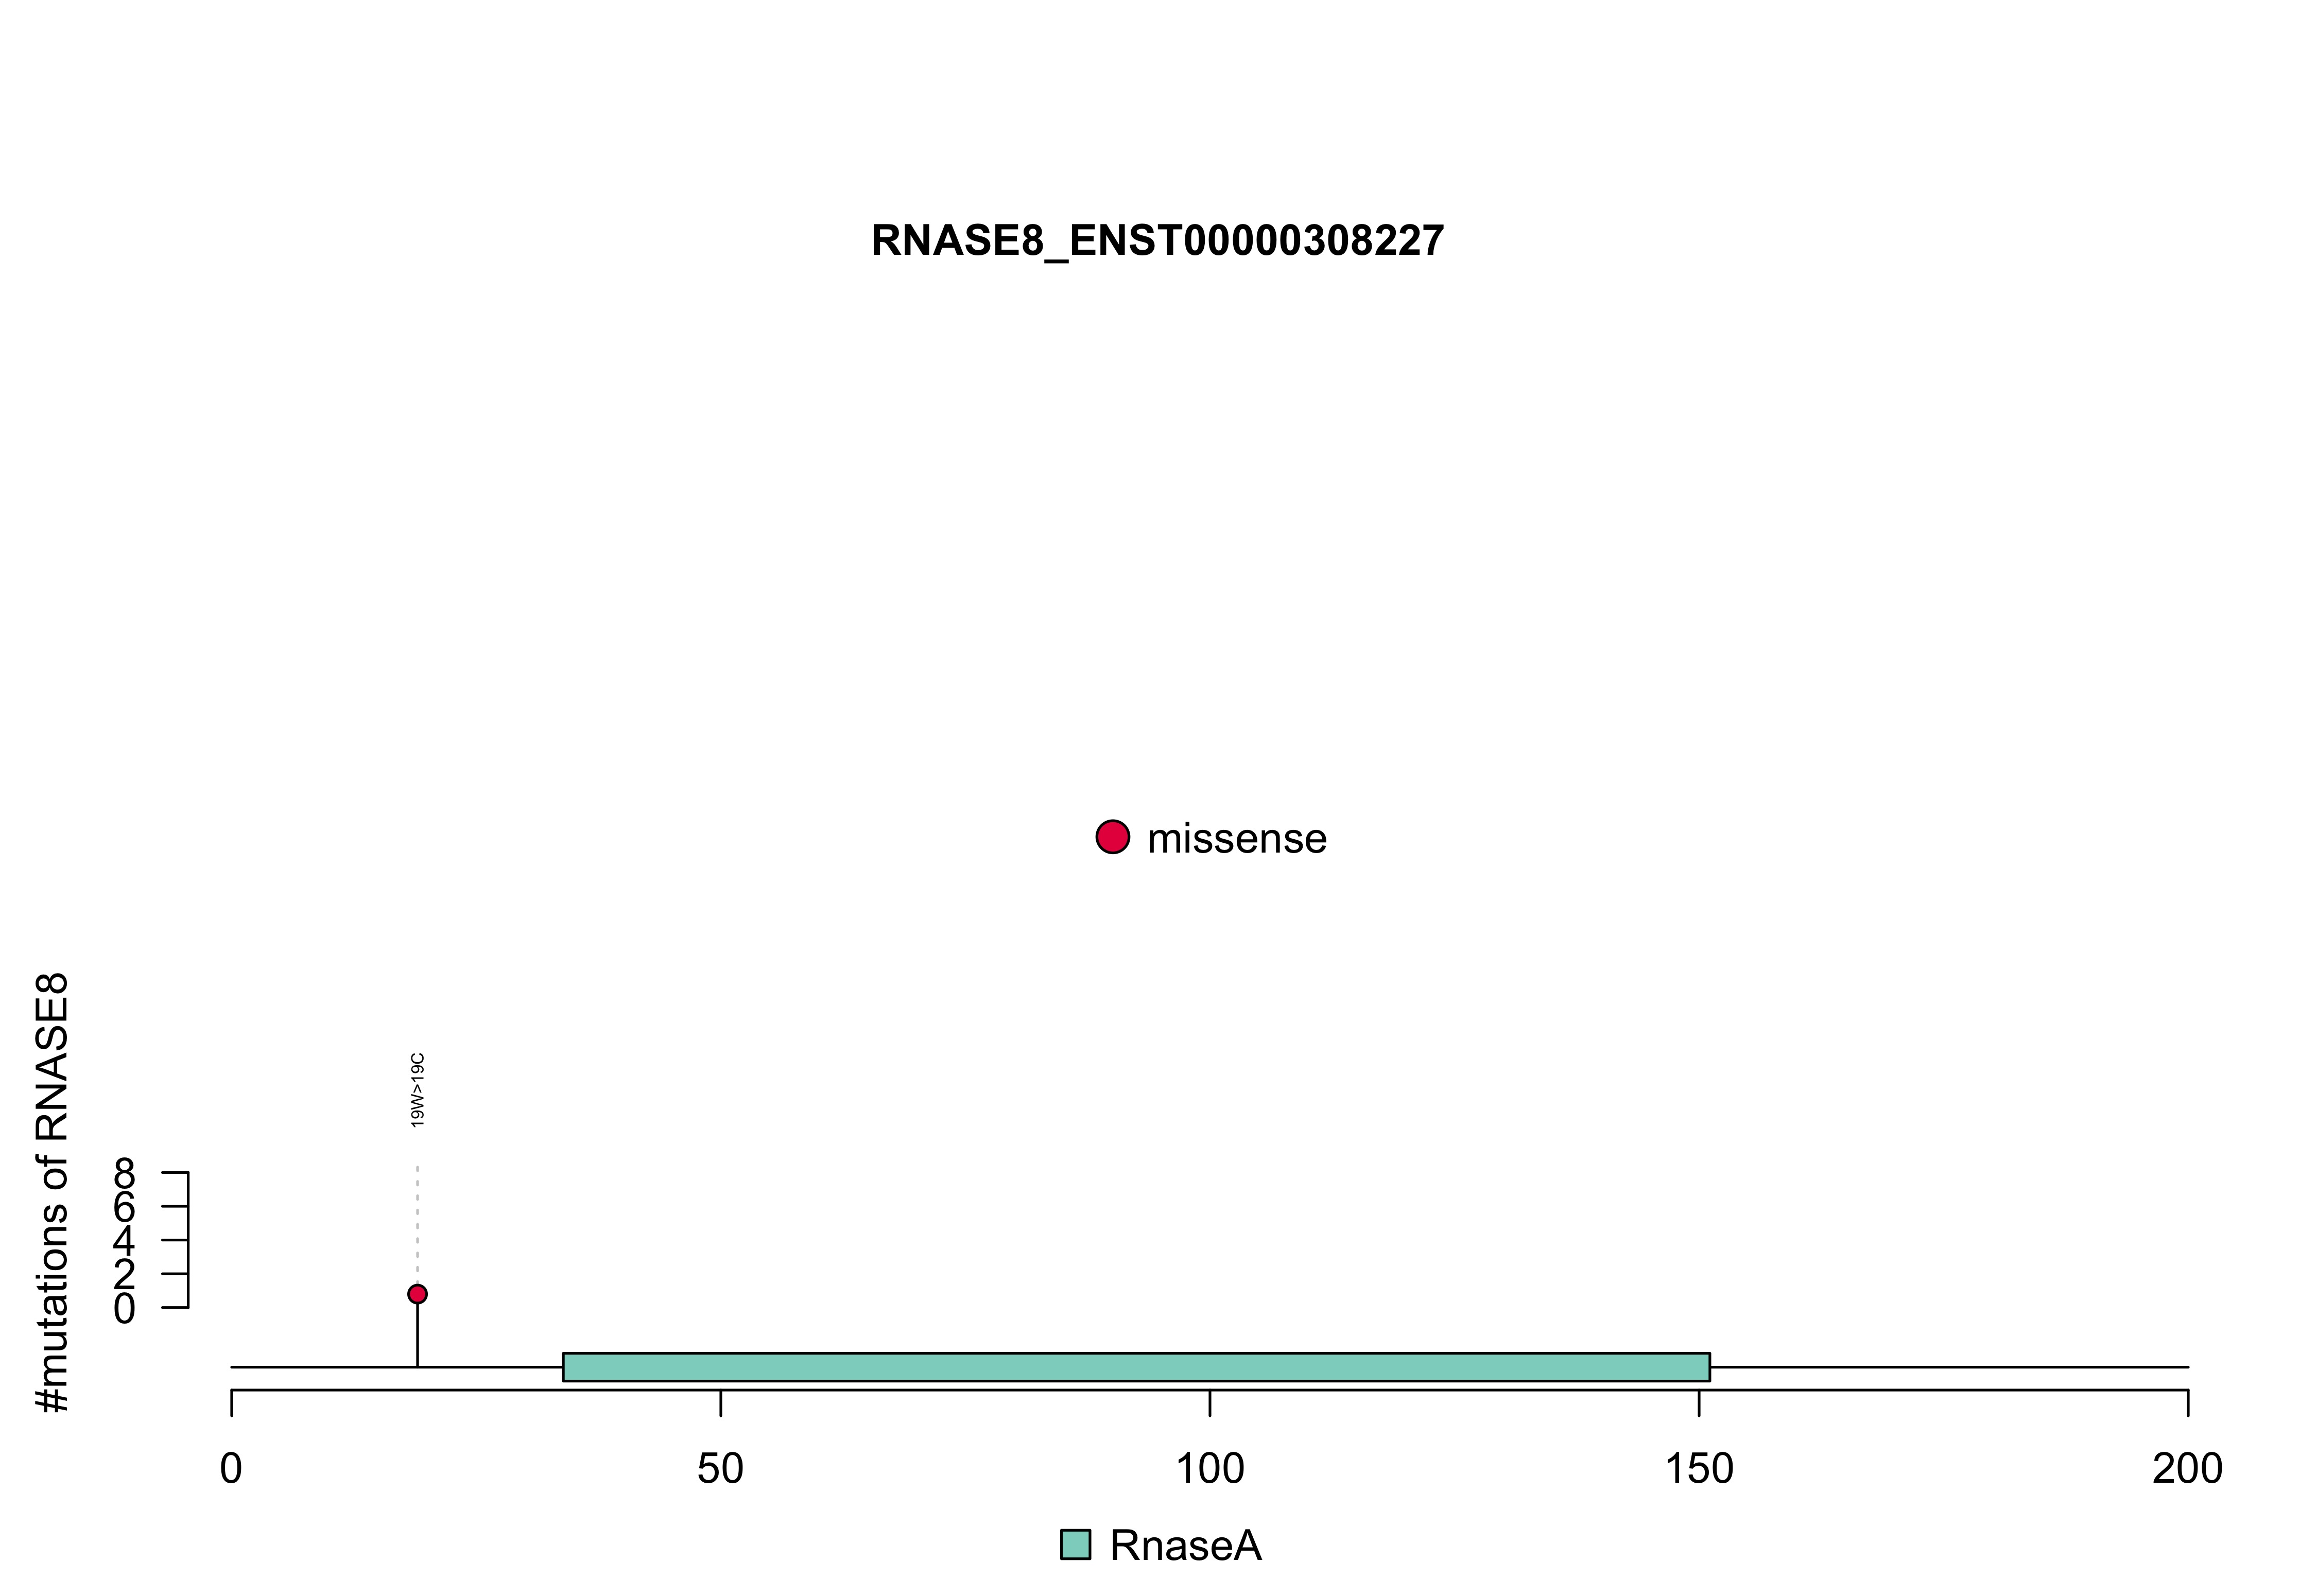 RNASE8_ENST00000308227
missense
#mutations of RNASE8
19W>19C
8
6
4
2
0
0 50 100 150 200
RnaseA